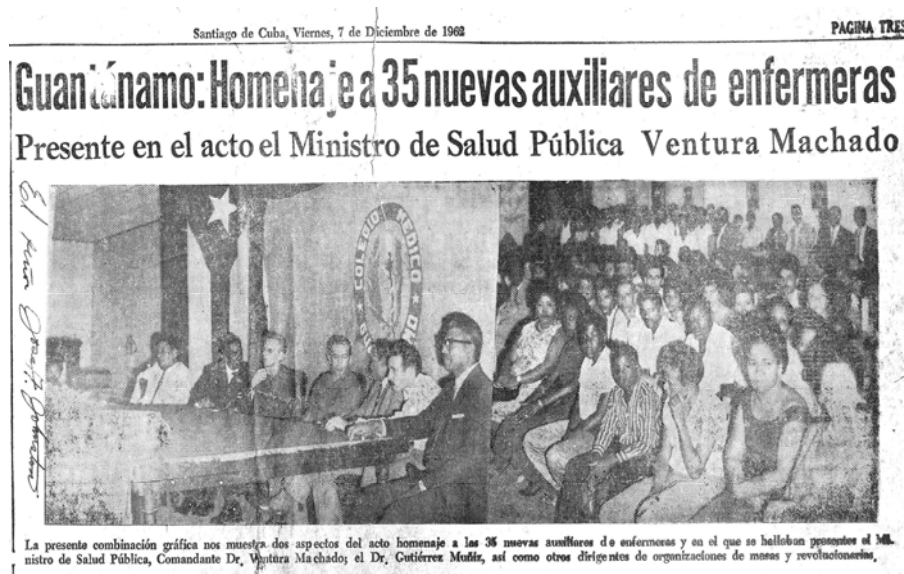 Santiago de Cuba, Viernes, 7 de Diciembre de 1962
PAGINA TRES
Guantánamo: Homenaje a 35 nuevas auxiliares de enfermeras
Presente en el acto el Ministro de Salud Pública Ventura Machado
COLEGIO MEDICO
La presente combinación gráfica nos muestra dos aspectos del acto homenaje a las 35 nuevas auxiliares de enfermeras y en el que se hallaban presentes el Mi-
nistro de Salud Pública, Comandante Dr. Ventura Machado; el Dr. Gutiérrez Muñiz, así como otros dirigentes de organizaciones de masas y revolucionarias.
El